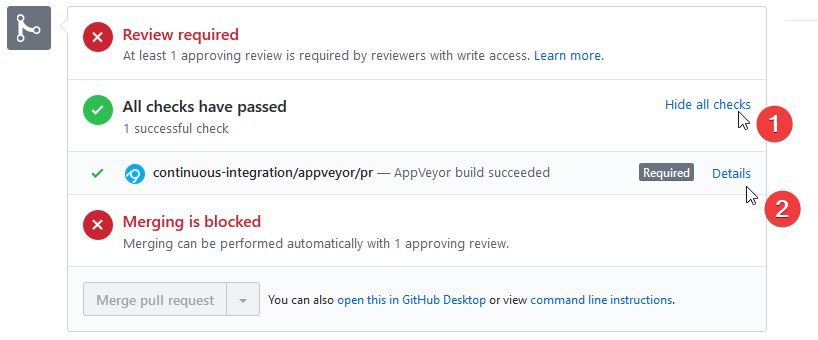 Review required
At least 1 approving review is required by reviewers with write access. Learn more.
All checks have passed
Hide all checks
1
1 successful check
continuous-integration/appveyor/pr — AppVeyor build succeeded
Required
Details
2
Merging is blocked
Merging can be performed automatically with 1 approving review.
Merge pull request
You can also open this in GitHub Desktop or view command line instructions.